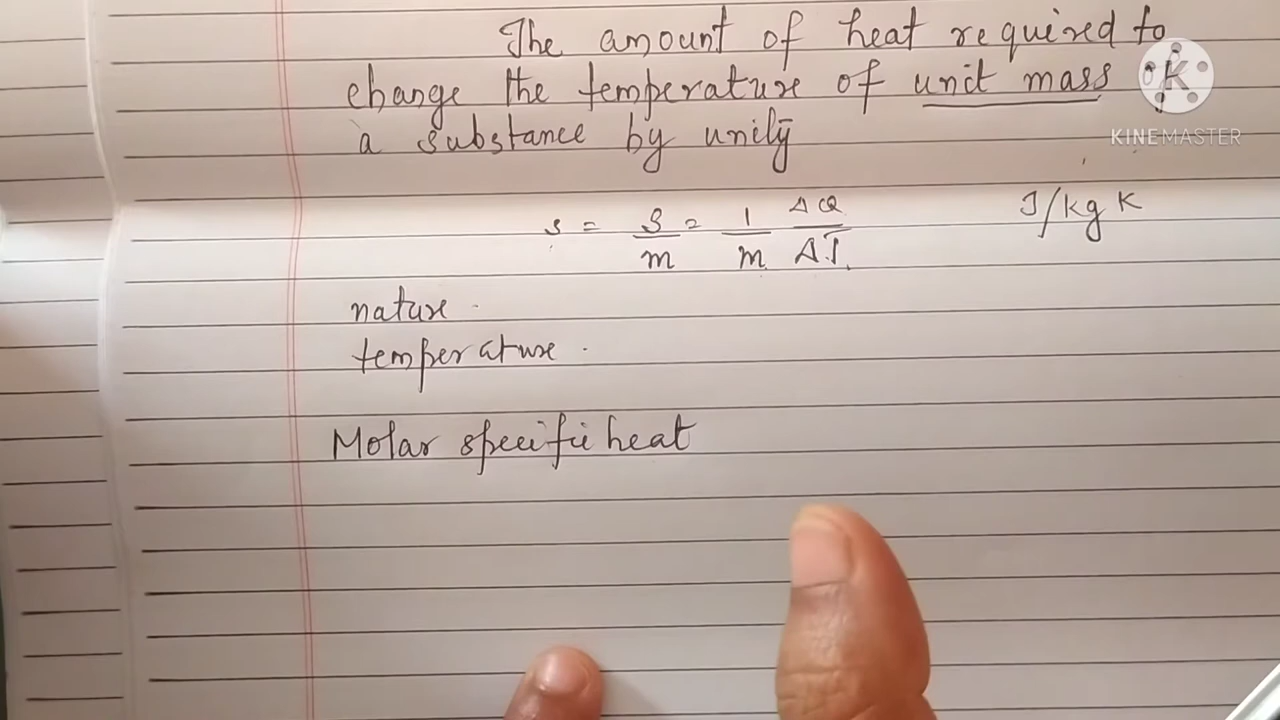 The amount of heat required to
change the temperature of unit mass of
a substance by unity
s = S/m = 1/m ΔQ/ΔT. J/kg K
nature.
temperature.
Molar specific heat
K
KINEMASTER